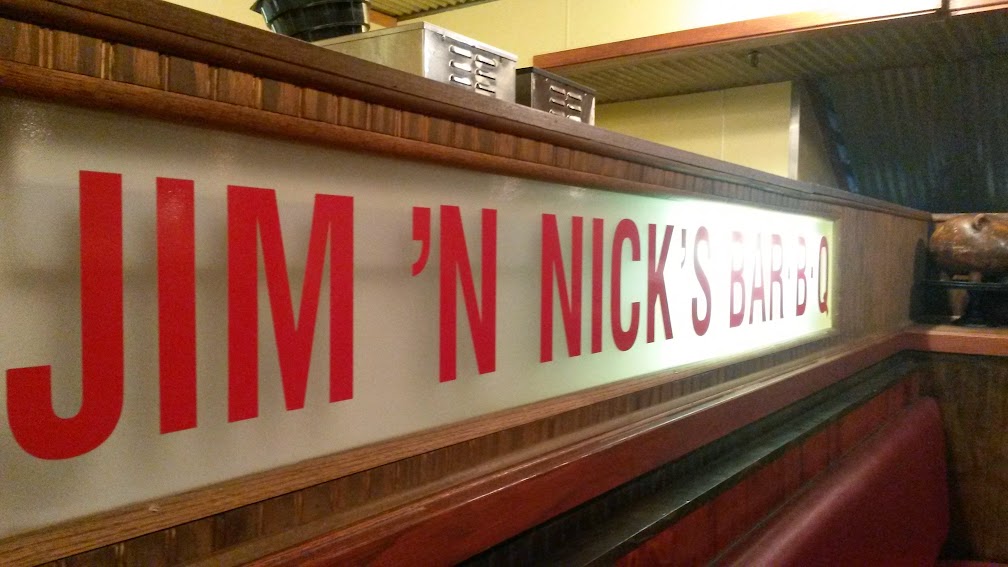 JIM 'N NICK'S BAR·B·Q